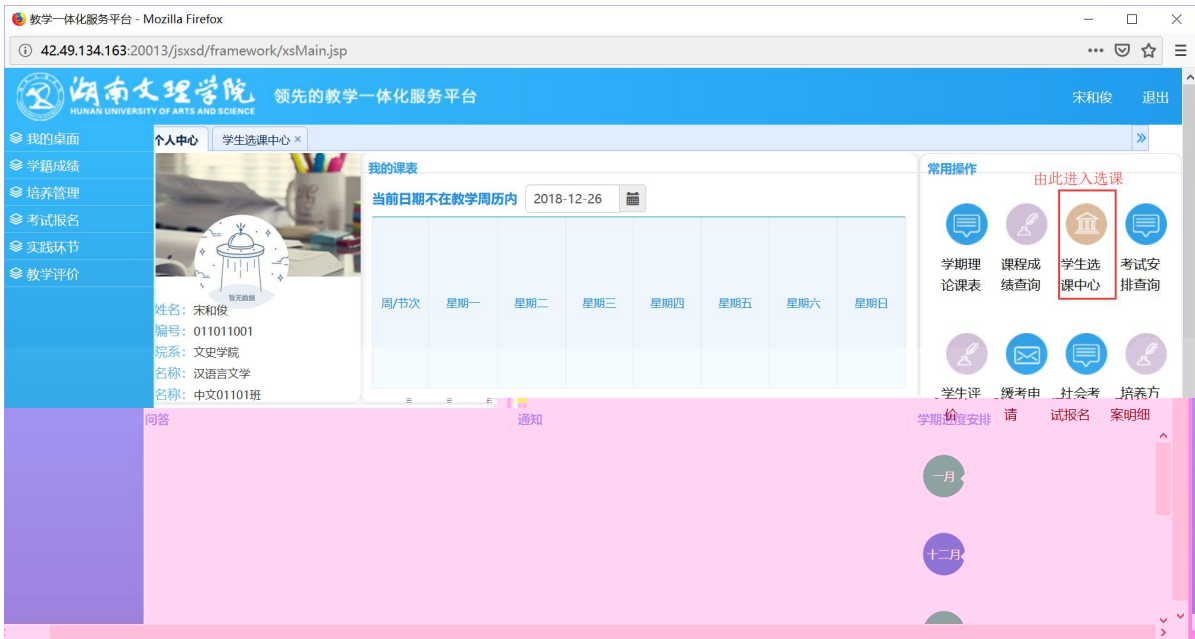 教学一体化服务平台 - Mozilla Firefox
42.49.134.163:20013/jsxsd/framework/xsMain.jsp
湖南文理学院
HUNAN UNIVERSITY OF ARTS AND SCIENCE
领先的教学一体化服务平台
宋和俊 退出
我的桌面
学籍成绩
培养管理
考试报名
实践环节
教学评价
个人中心 学生选课中心 ×
暂无数据
姓名：宋和俊
编号：011011001
院系：文史学院
名称：汉语言文学
名称：中文01101班
我的课表
当前日期不在教学周历内 2018-12-26
周/节次 星期一 星期二 星期三 星期四 星期五 星期六 星期日
常用操作
由此进入选课
学期理论课表
课程成绩查询
学生选课中心
考试安排查询
学生评价
缓考申请
社会考试报名
培养方案明细
问答
通知
学期进度安排
一月
十二月